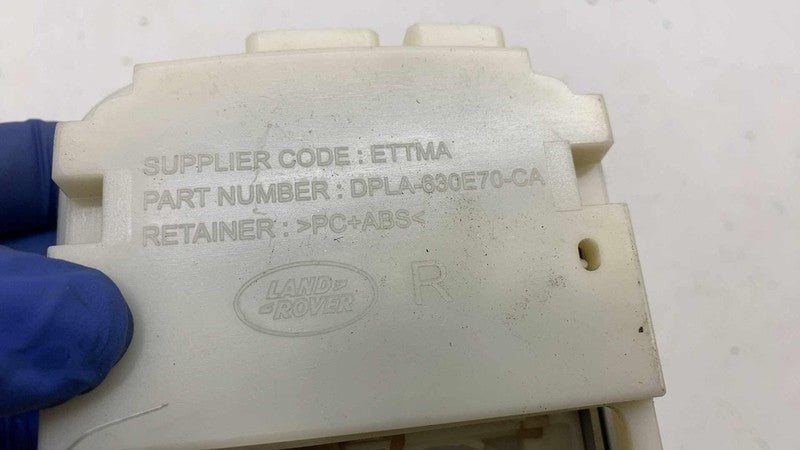 SUPPLIER CODE : ETTMA
PART NUMBER : DPLA-630E70-CA
RETAINER : >PC+ABS<
LAND
ROVER
R